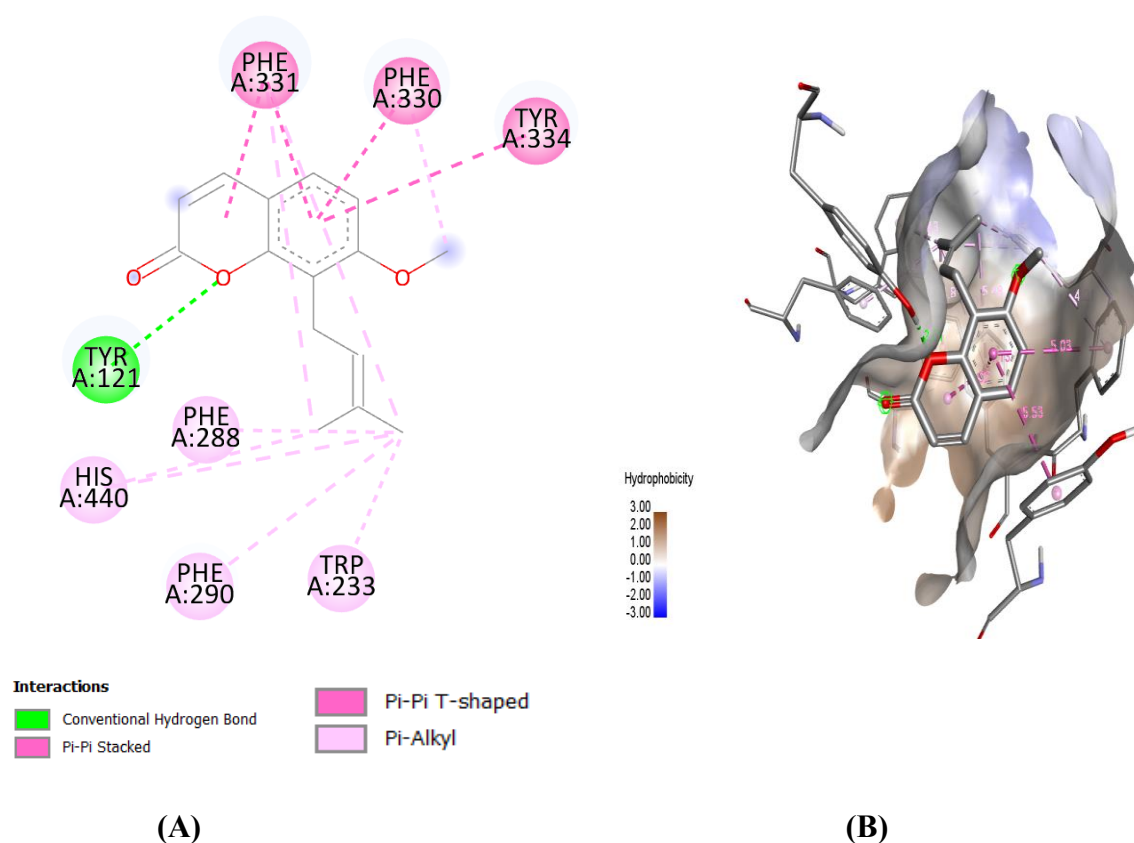 PHE
A:331
PHE
A:330
TYR
A:334
O
O
O
TYR
A:121
PHE
A:288
HIS
A:440
PHE
A:290
TRP
A:233
Interactions
Conventional Hydrogen Bond
Pi-Pi Stacked
Pi-Pi T-shaped
Pi-Alkyl
(A)
5.03
5.53
Hydrophobicity
3.00
2.00
1.00
0.00
-1.00
-2.00
-3.00
(B)